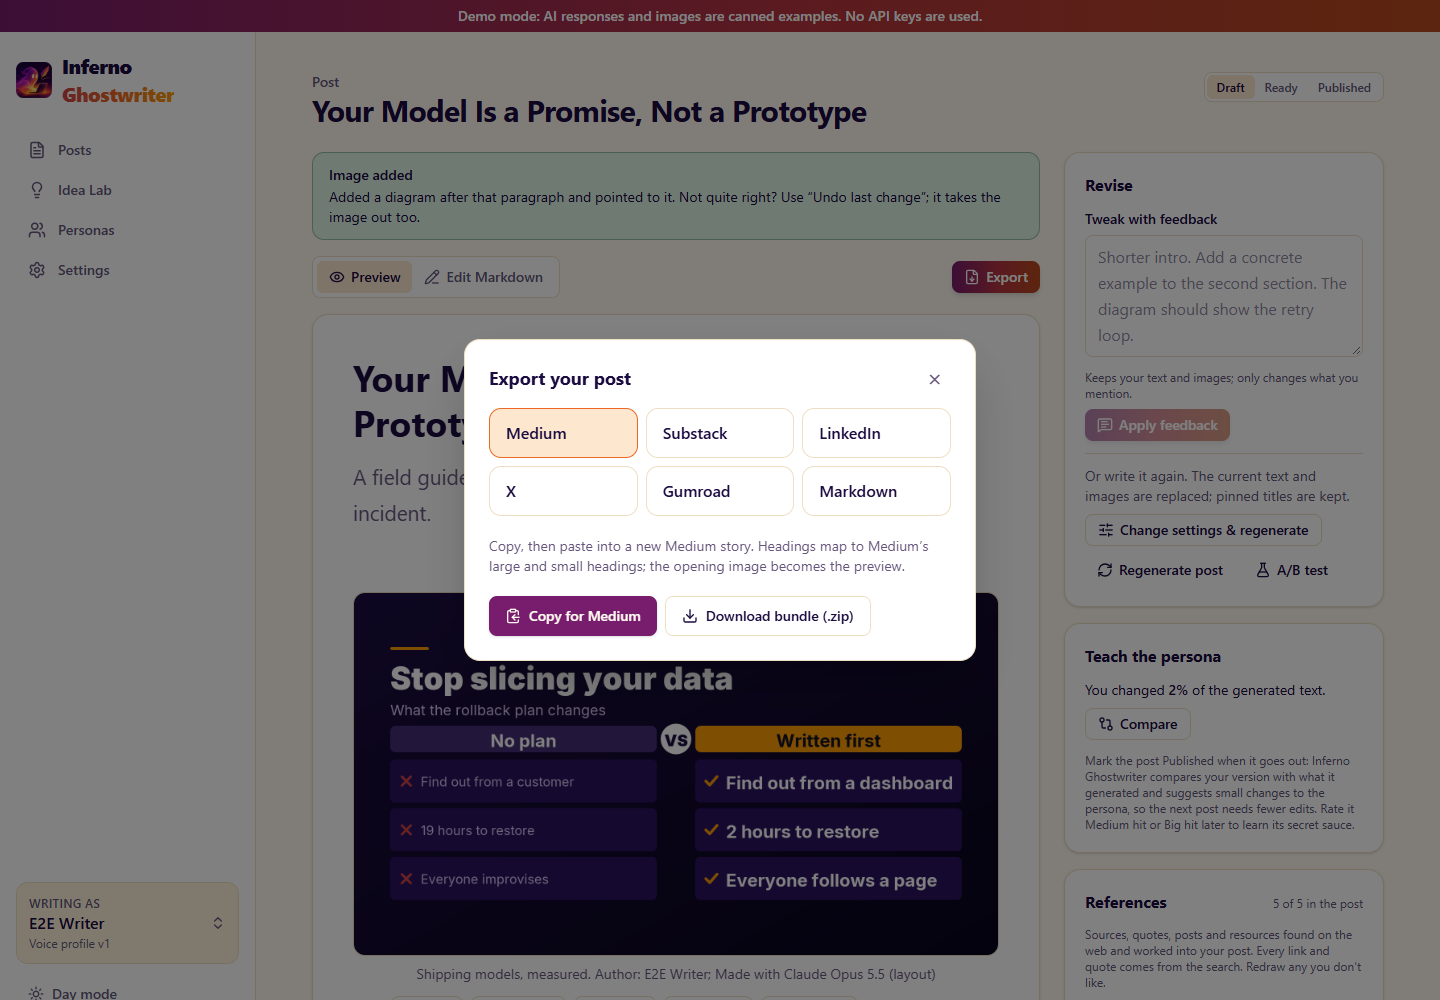 Demo mode: AI responses and images are canned examples. No API keys are used.
Inferno
Ghostwriter
Posts
Idea Lab
Personas
Settings
WRITING AS
E2E Writer
Voice profile v1
Day mode
Post
Your Model Is a Promise, Not a Prototype
Draft
Ready
Published
Image added
Added a diagram after that paragraph and pointed to it. Not quite right? Use “Undo last change”; it takes the
image out too.
Preview
Edit Markdown
Export
Your M
Prototy
A field guide
incident.
Export your post
Medium
Substack
LinkedIn
X
Gumroad
Markdown
Copy, then paste into a new Medium story. Headings map to Medium’s
large and small headings; the opening image becomes the preview.
Copy for Medium
Download bundle (.zip)
Stop slicing your data
What the rollback plan changes
No plan
VS
Written first
Find out from a customer
Find out from a dashboard
19 hours to restore
2 hours to restore
Everyone improvises
Everyone follows a page
Shipping models, measured. Author: E2E Writer; Made with Claude Opus 5.5 (layout)
Revise
Tweak with feedback
Shorter intro. Add a concrete
example to the second section. The
diagram should show the retry
loop.
Keeps your text and images; only changes what you
mention.
Apply feedback
Or write it again. The current text and
images are replaced; pinned titles are kept.
Change settings & regenerate
Regenerate post
A/B test
Teach the persona
You changed 2% of the generated text.
Compare
Mark the post Published when it goes out: Inferno
Ghostwriter compares your version with what it
generated and suggests small changes to the
persona, so the next post needs fewer edits. Rate it
Medium hit or Big hit later to learn its secret sauce.
References
5 of 5 in the post
Sources, quotes, posts and resources found on the
web and worked into your post. Every link and
quote comes from the search. Redraw any you don’t
like.